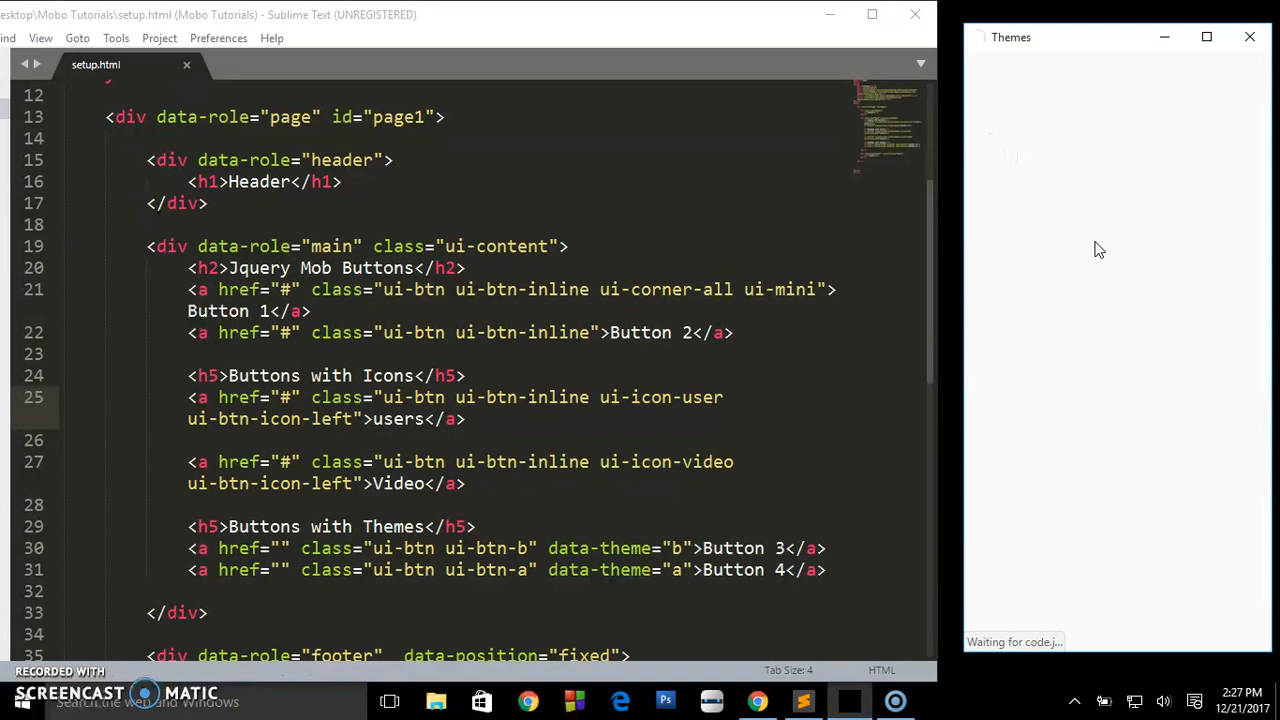 esktop\Mobo Tutorials\setup.html (Mobo Tutorials) - Sublime Text (UNREGISTERED)
ind View Goto Tools Project Preferences Help
setup.html
12
13 <div data-role="page" id="page1">
14
15 <div data-role="header">
16 <h1>Header</h1>
17 </div>
18
19 <div data-role="main" class="ui-content">
20 <h2>Jquery Mob Buttons</h2>
21 <a href="#" class="ui-btn ui-btn-inline ui-corner-all ui-mini">
Button 1</a>
22 <a href="#" class="ui-btn ui-btn-inline">Button 2</a>
23
24 <h5>Buttons with Icons</h5>
25 <a href="#" class="ui-btn ui-btn-inline ui-icon-user
ui-btn-icon-left">users</a>
26
27 <a href="#" class="ui-btn ui-btn-inline ui-icon-video
ui-btn-icon-left">Video</a>
28
29 <h5>Buttons with Themes</h5>
30 <a href="" class="ui-btn ui-btn-b" data-theme="b">Button 3</a>
31 <a href="" class="ui-btn ui-btn-a" data-theme="a">Button 4</a>
32
33 </div>
34
35 <div data-role="footer" data-position="fixed">
Tab Size: 4 HTML
Themes
Waiting for code.j...
RECORDED WITH
SCREENCAST MATIC
Search the web and Windows
Ps
2:27 PM
12/21/2017